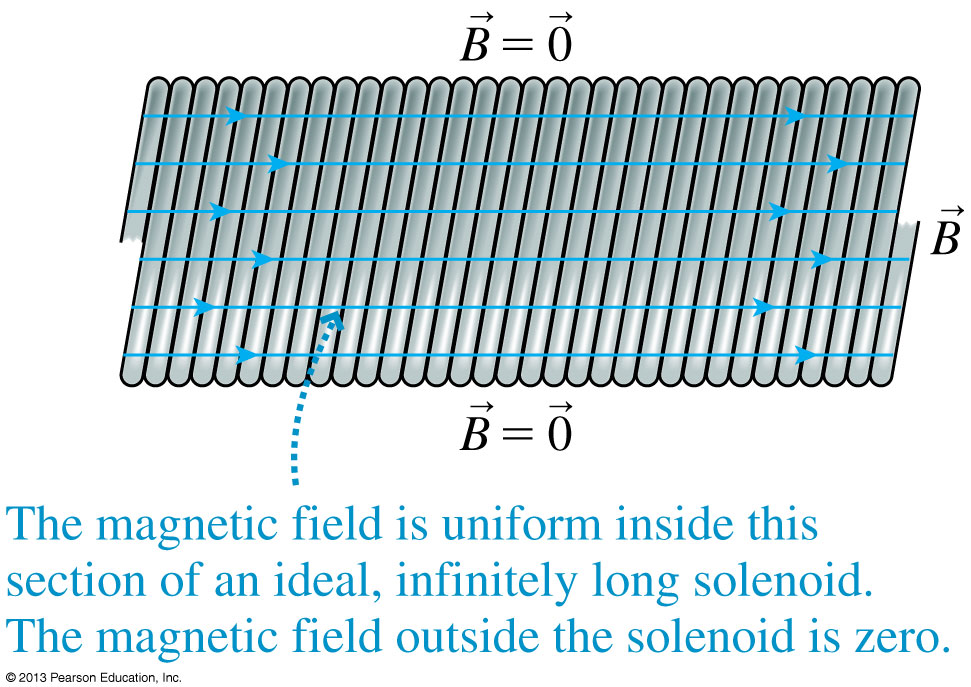 B⃗ = 0⃗
B⃗
B⃗ = 0⃗
The magnetic field is uniform inside this
section of an ideal, infinitely long solenoid.
The magnetic field outside the solenoid is zero.
© 2013 Pearson Education, Inc.